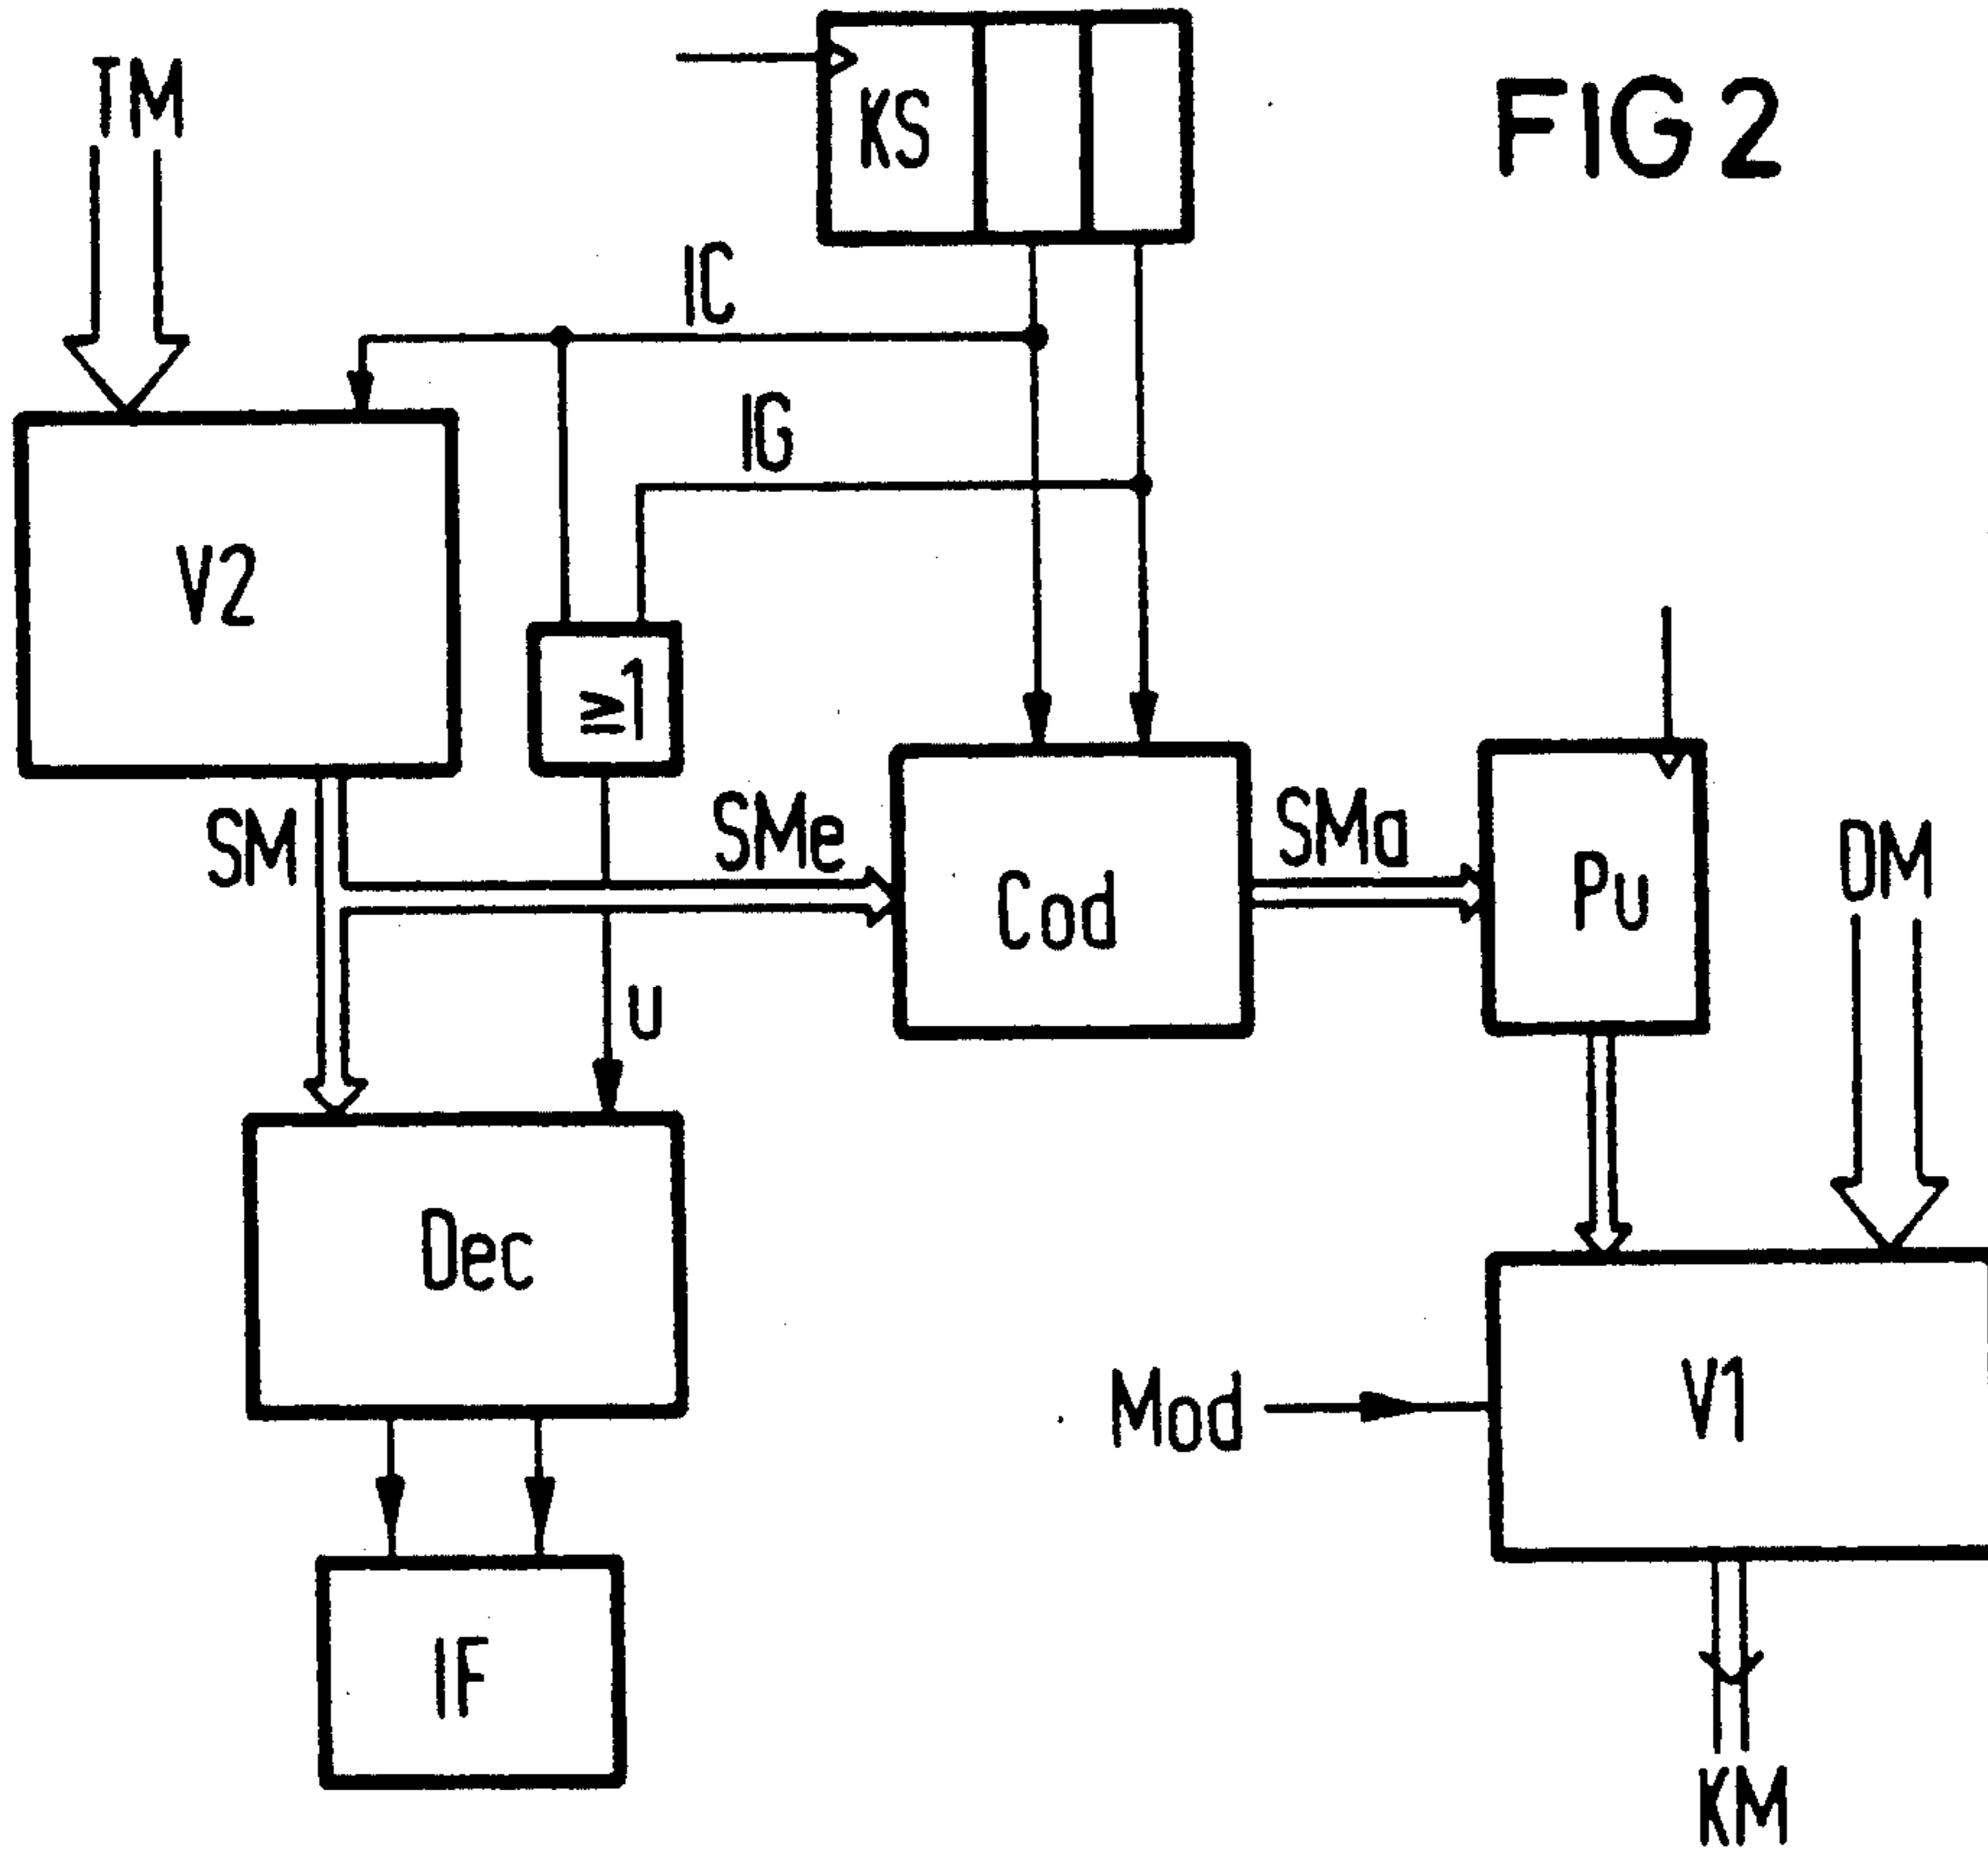 TM
KS
FIG 2
IC
IG
V2
≥1
SM
SMe
Cod
SMa
Pu
DM
U
Dec
Mod
V1
IF
KM